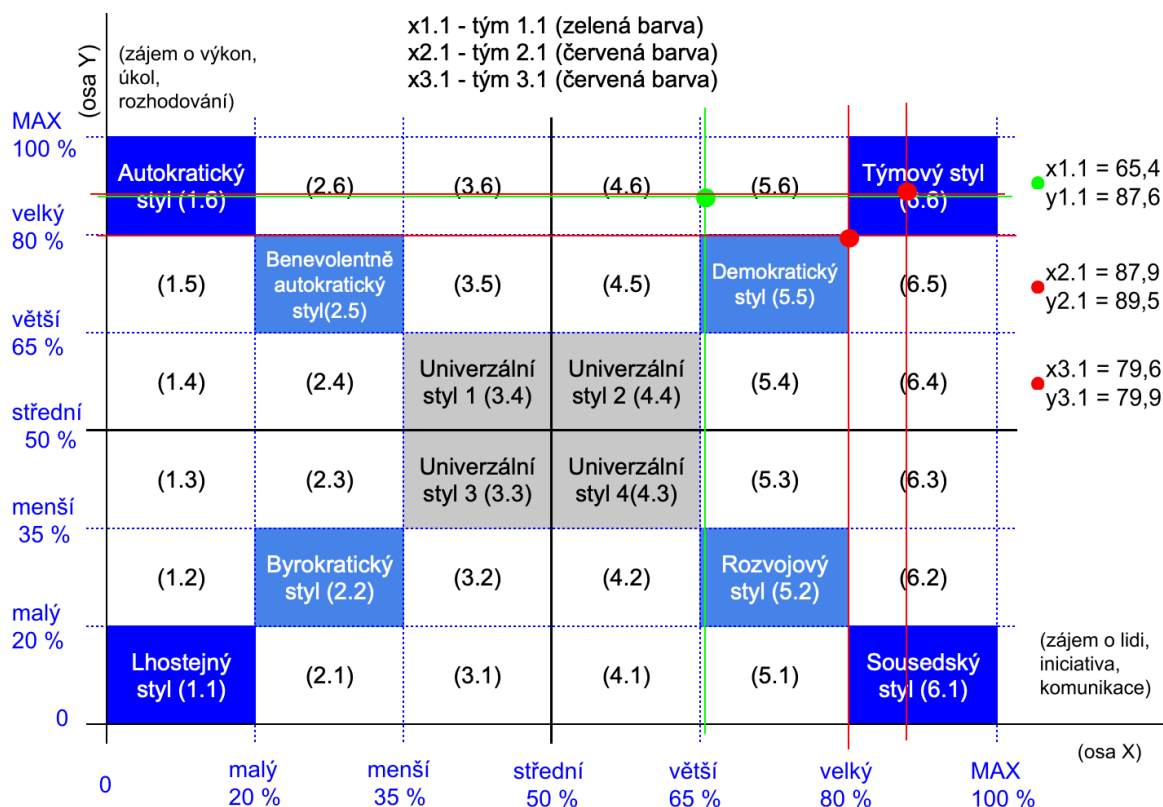 x1.1 - tým 1.1 (zelená barva)
x2.1 - tým 2.1 (červená barva)
x3.1 - tým 3.1 (červená barva)
(osa Y)
(zájem o výkon,
úkol,
rozhodování)
MAX
100 %
Autokratický
styl (1.6)
(2.6)
(3.6)
(4.6)
(5.6)
Týmový styl
(6.6)
x1.1 = 65,4
y1.1 = 87,6
velký
80 %
(1.5)
Benevolentně
autokratický
styl(2.5)
(3.5)
(4.5)
Demokratický
styl (5.5)
(6.5)
x2.1 = 87,9
y2.1 = 89,5
větší
65 %
(1.4)
(2.4)
Univerzální
styl 1 (3.4)
Univerzální
styl 2 (4.4)
(5.4)
(6.4)
x3.1 = 79,6
y3.1 = 79,9
střední
50 %
(1.3)
(2.3)
Univerzální
styl 3 (3.3)
Univerzální
styl 4(4.3)
(5.3)
(6.3)
menší
35 %
(1.2)
Byrokratický
styl (2.2)
(3.2)
(4.2)
Rozvojový
styl (5.2)
(6.2)
malý
20 %
Lhostejný
styl (1.1)
(2.1)
(3.1)
(4.1)
(5.1)
Sousedský
styl (6.1)
(zájem o lidi,
iniciativa,
komunikace)
0
(osa X)
0
malý
20 %
menší
35 %
střední
50 %
větší
65 %
velký
80 %
MAX
100 %